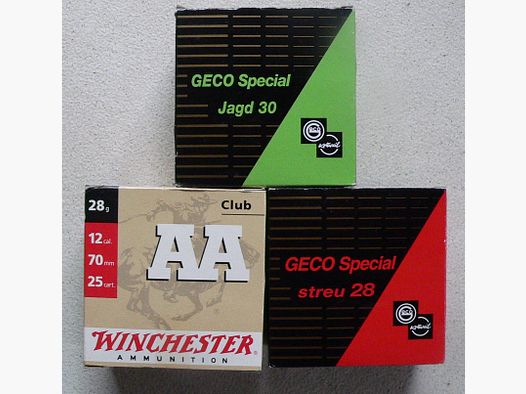 GECO Special
Jagd 30
28g
Club
12 cal.
70 mm
25 cart.
AA
WINCHESTER
AMMUNITION
GECO Special
streu 28